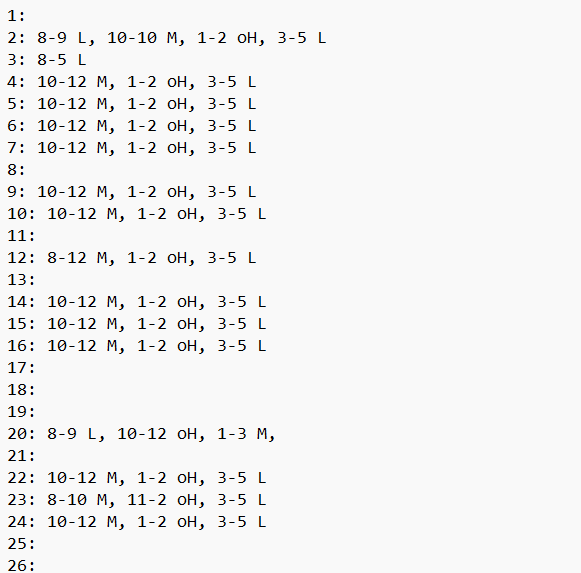 1:
2: 8-9 L, 10-10 M, 1-2 oH, 3-5 L
3: 8-5 L
4: 10-12 M, 1-2 oH, 3-5 L
5: 10-12 M, 1-2 oH, 3-5 L
6: 10-12 M, 1-2 oH, 3-5 L
7: 10-12 M, 1-2 oH, 3-5 L
8:
9: 10-12 M, 1-2 oH, 3-5 L
10: 10-12 M, 1-2 oH, 3-5 L
11:
12: 8-12 M, 1-2 oH, 3-5 L
13:
14: 10-12 M, 1-2 oH, 3-5 L
15: 10-12 M, 1-2 oH, 3-5 L
16: 10-12 M, 1-2 oH, 3-5 L
17:
18:
19:
20: 8-9 L, 10-12 oH, 1-3 M,
21:
22: 10-12 M, 1-2 oH, 3-5 L
23: 8-10 M, 11-2 oH, 3-5 L
24: 10-12 M, 1-2 oH, 3-5 L
25:
26: